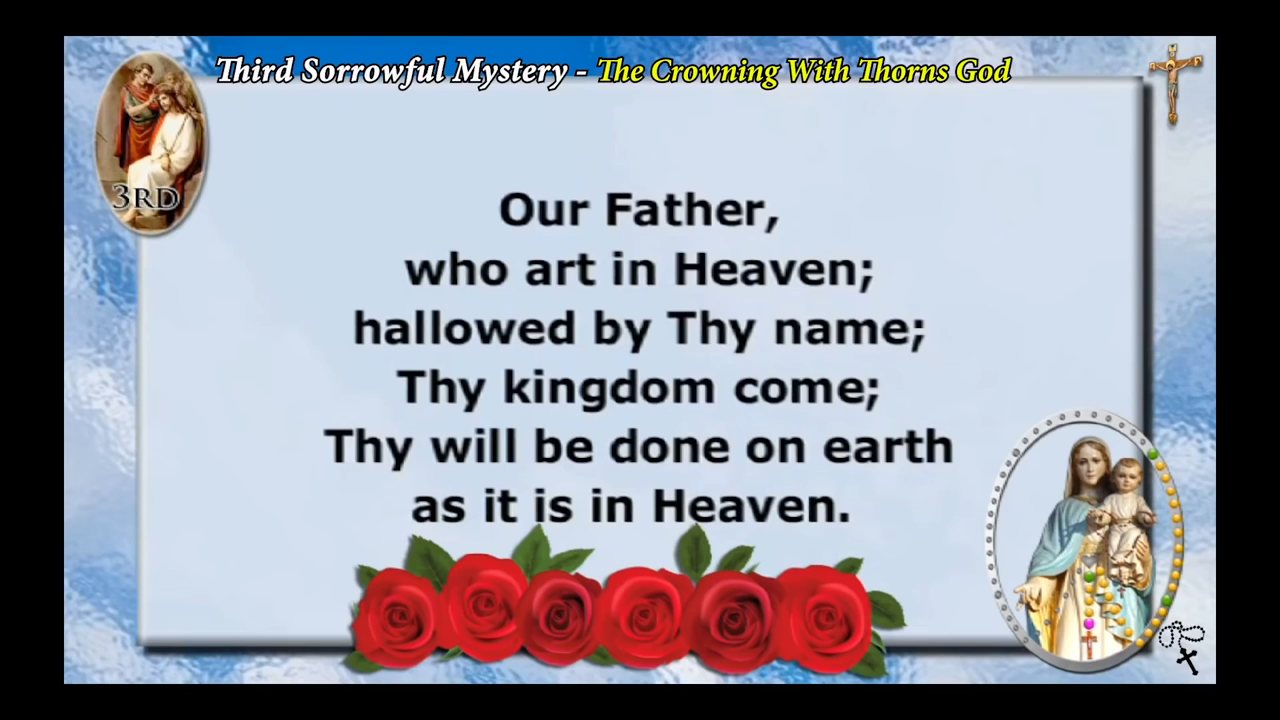 Third Sorrowful Mystery - The Crowning With Thorns God
3RD
Our Father,
who art in Heaven;
hallowed by Thy name;
Thy kingdom come;
Thy will be done on earth
as it is in Heaven.